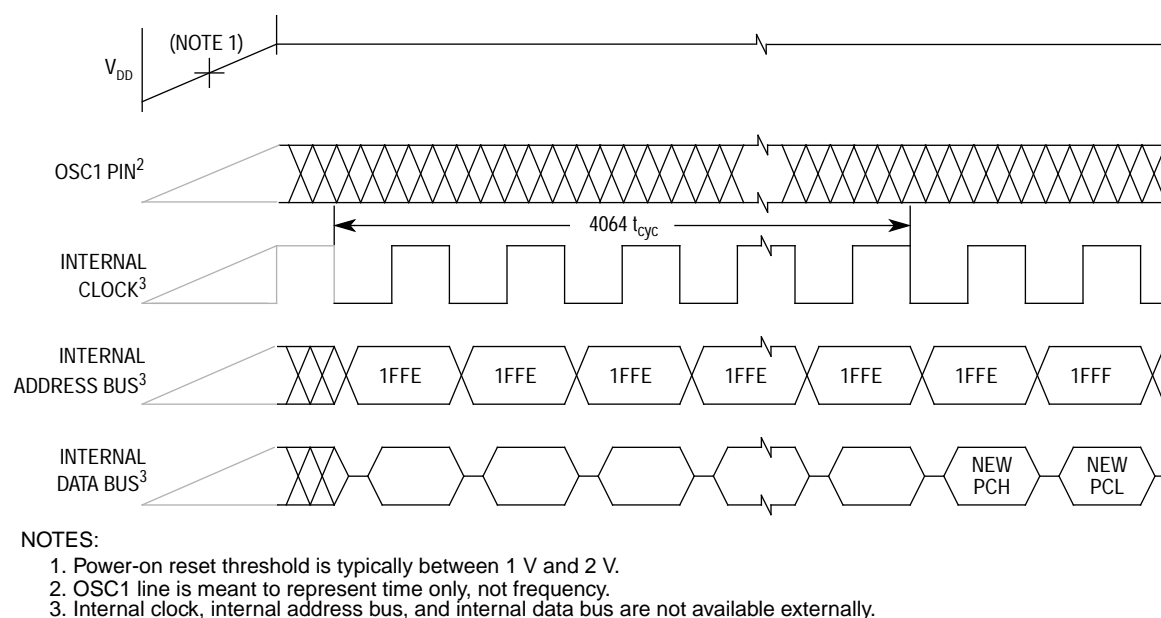 (NOTE 1)
V_DD
OSC1 PIN²
4064 t_cyc
INTERNAL
CLOCK³
INTERNAL
ADDRESS BUS³
1FFE 1FFE 1FFE 1FFE 1FFE 1FFE 1FFF
INTERNAL
DATA BUS³
NEW
PCH
NEW
PCL
NOTES:
1. Power-on reset threshold is typically between 1 V and 2 V.
2. OSC1 line is meant to represent time only, not frequency.
3. Internal clock, internal address bus, and internal data bus are not available externally.